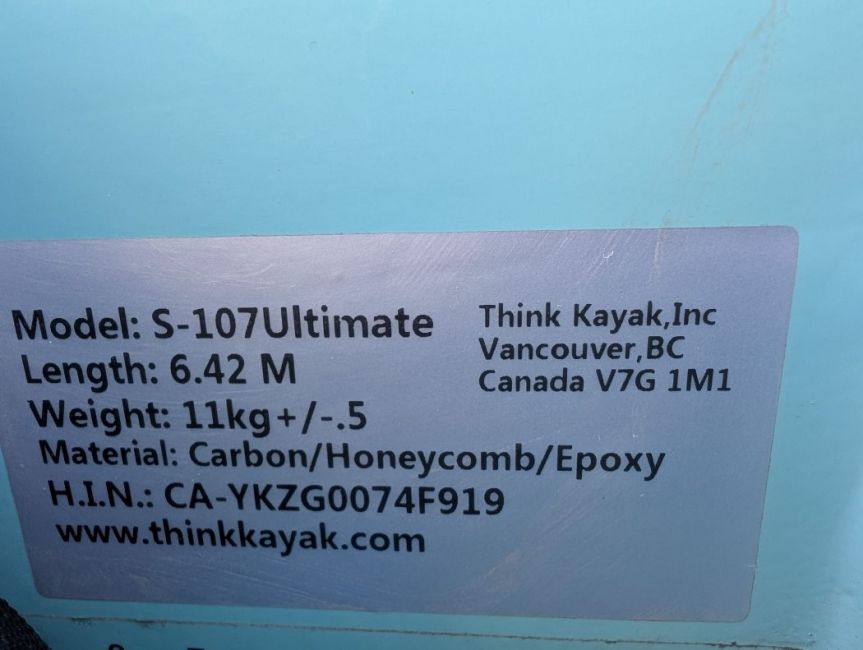 Model: S-107Ultimate
Length: 6.42 M
Weight: 11kg+/-.5
Material: Carbon/Honeycomb/Epoxy
H.I.N.: CA-YKZG0074F919
www.thinkkayak.com
Think Kayak,Inc
Vancouver,BC
Canada V7G 1M1